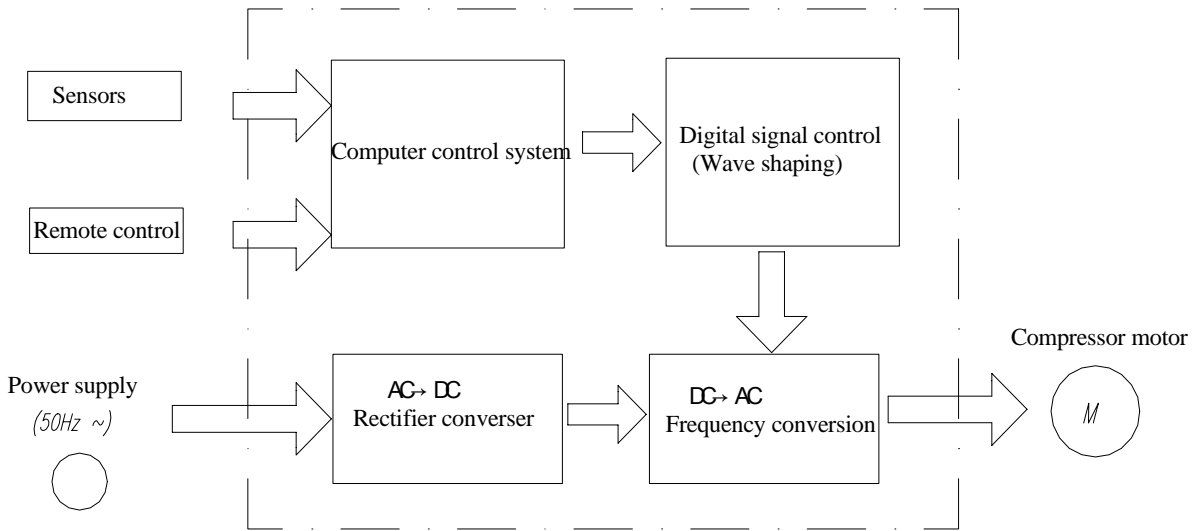 Sensors
Computer control system
Digital signal control
(Wave shaping)
Remote control
Compressor motor
Power supply
(50Hz ~)
AC→ DC
Rectifier converser
DC→ AC
Frequency conversion
M